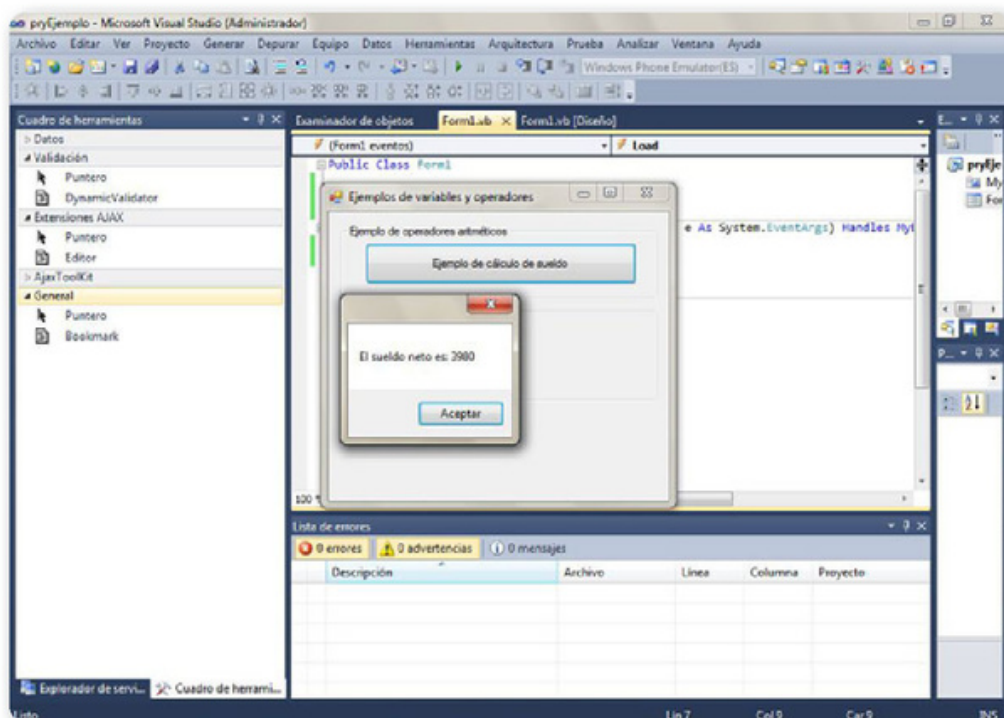 pryEjemplo - Microsoft Visual Studio (Administrador)
Archivo Editar Ver Proyecto Generar Depurar Equipo Datos Herramientas Arquitectura Prueba Analizar Ventana Ayuda
Windows Phone Emulator(ES)
Cuadro de herramientas
Datos
Validación
Puntero
DynamicValidator
Extensiones AJAX
Puntero
Editor
AjaxToolKit
General
Puntero
Bookmark
Explorador de servi... Cuadro de herrami...
Examinador de objetos Form1.vb Form1.vb [Diseño]
(Form1 eventos) Load
Public Class Form1
e As System.EventArgs) Handles MyB
Ejemplos de variables y operadores
Ejemplo de operadores aritméticos
Ejemplo de cálculo de sueldo
El sueldo neto es: 3980
Aceptar
100
Lista de errores
0 errores 0 advertencias 0 mensajes
Descripción Archivo Línea Columna Proyecto
E...
pryEje
My
For
P...
Listo Lín 7 Col 9 Car 9 INS